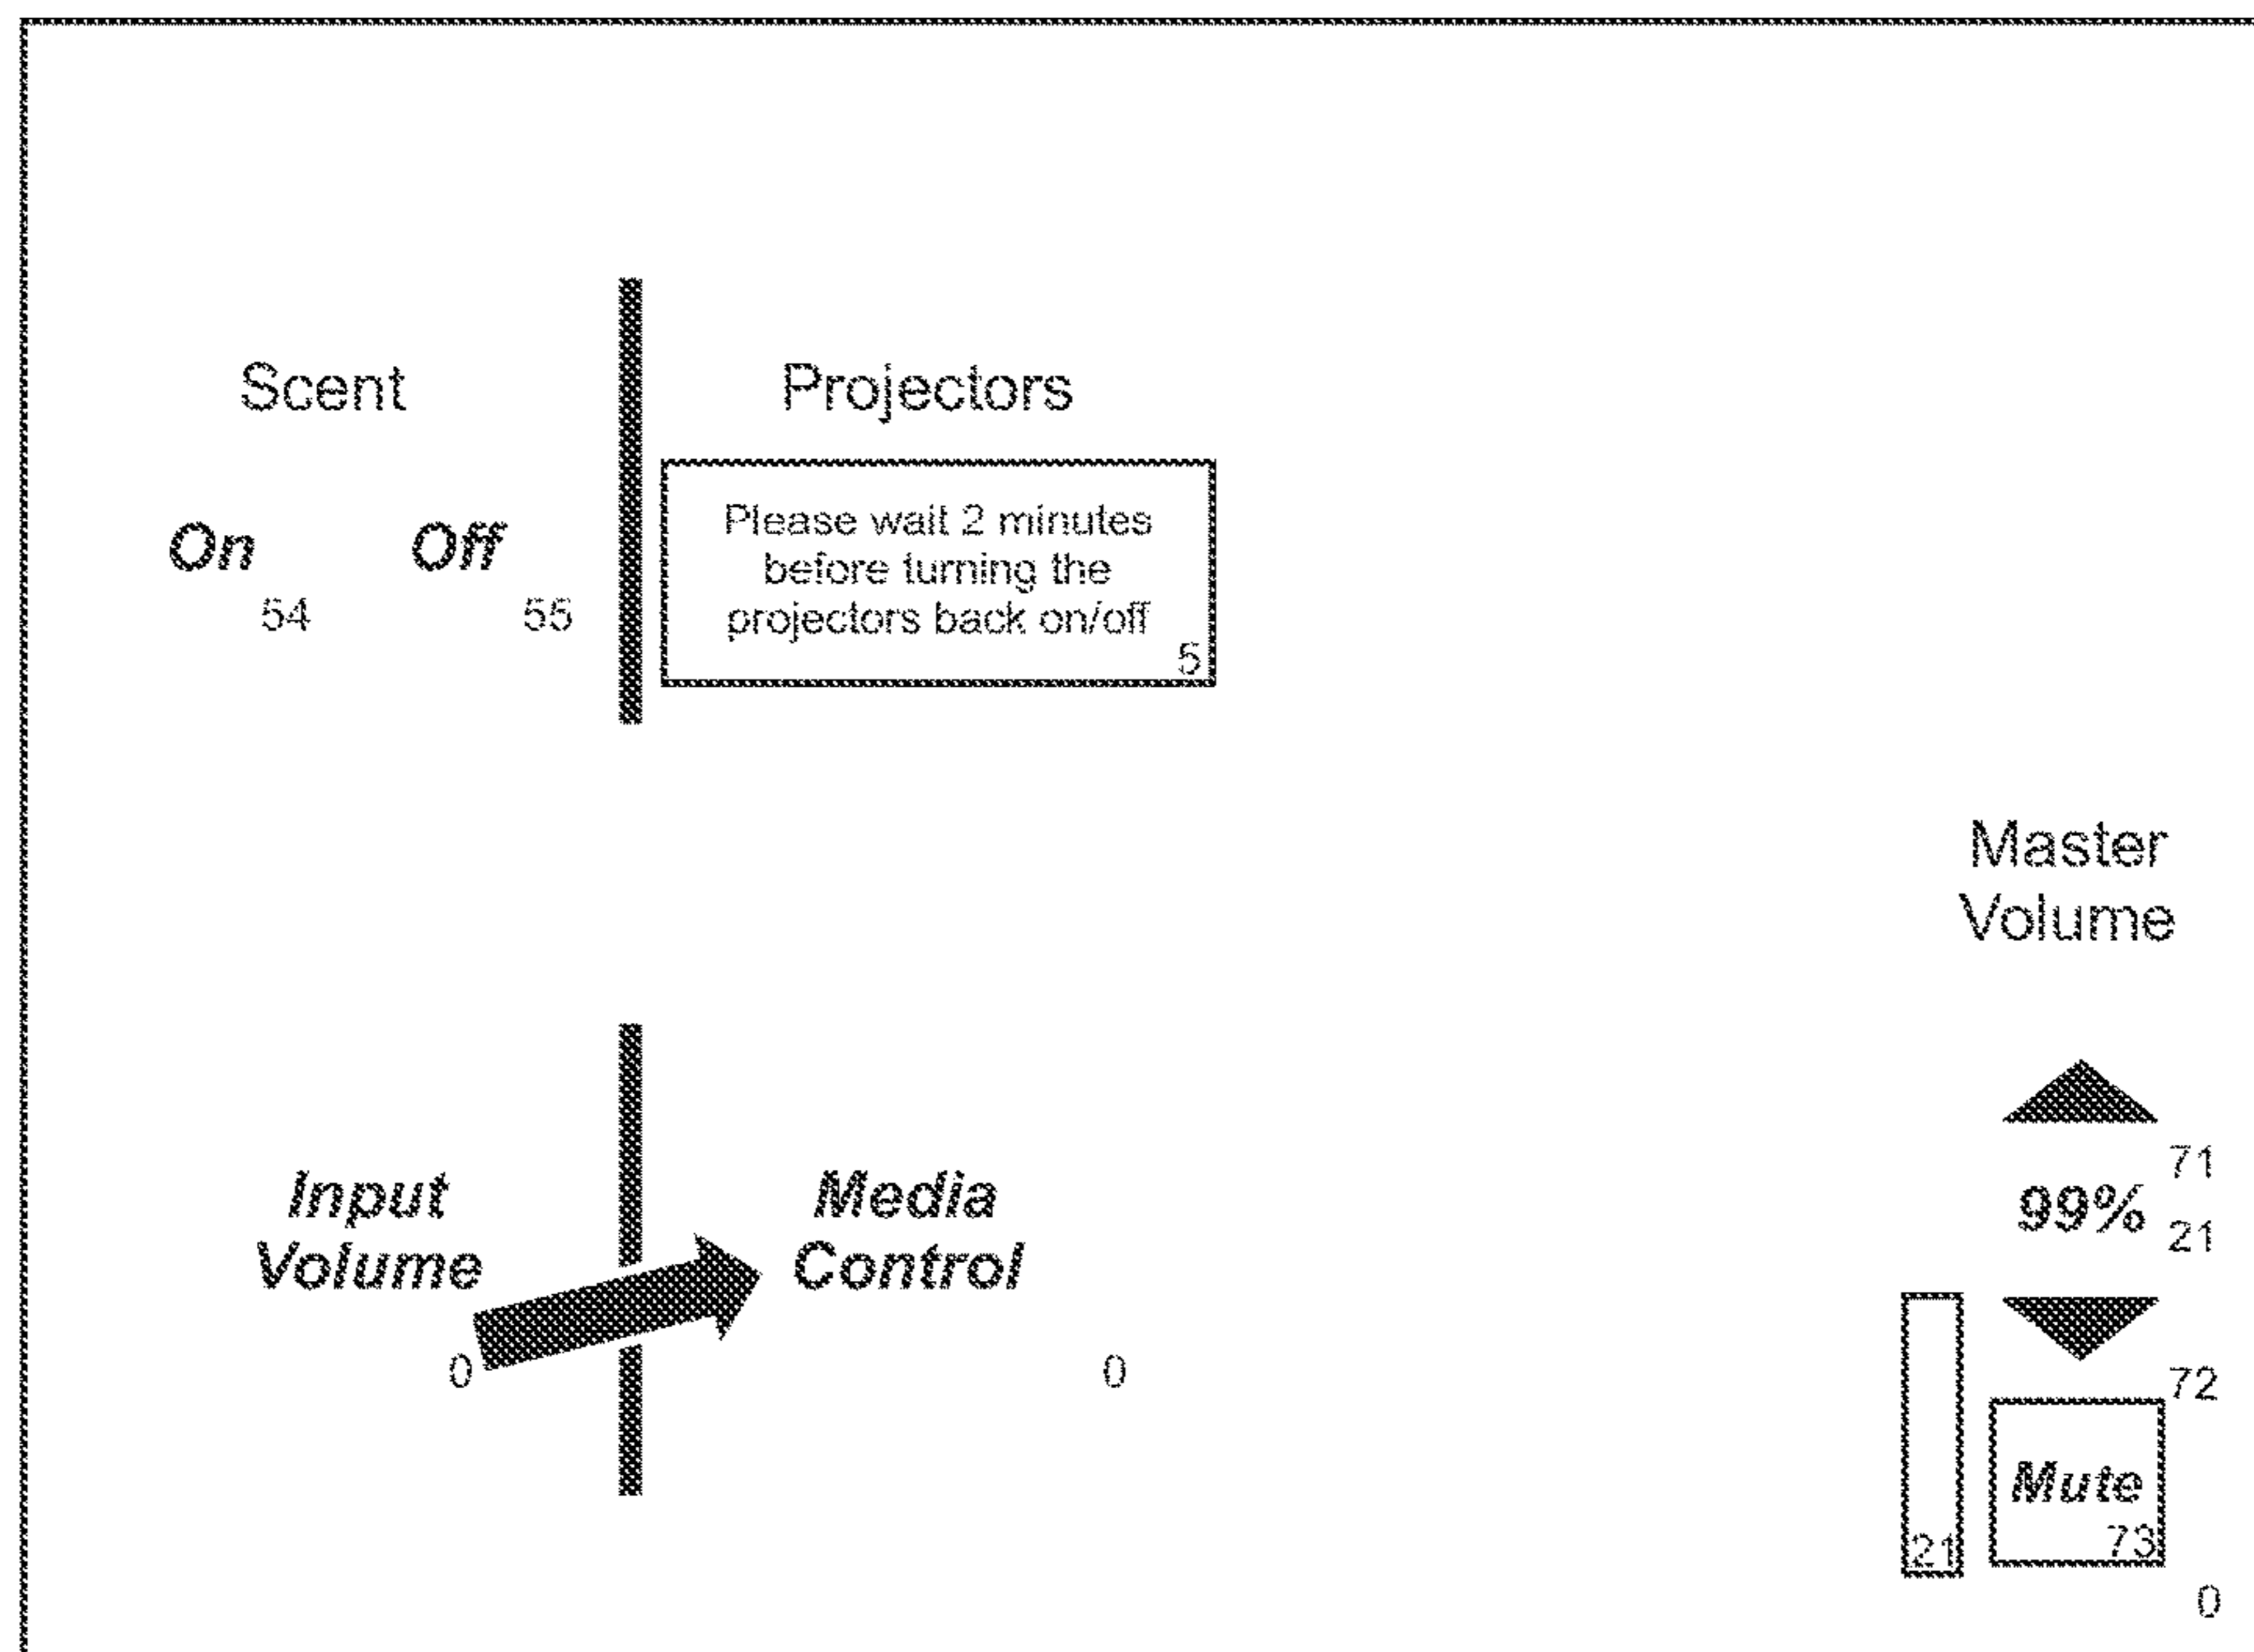 Scent
Projectors
On
Off
54
55
Please wait 2 minutes
before turning the
projectors back on/off
5
Master
Volume
71
99%
21
72
Input
Volume
0
Media
Control
0
21
Mute
73
0